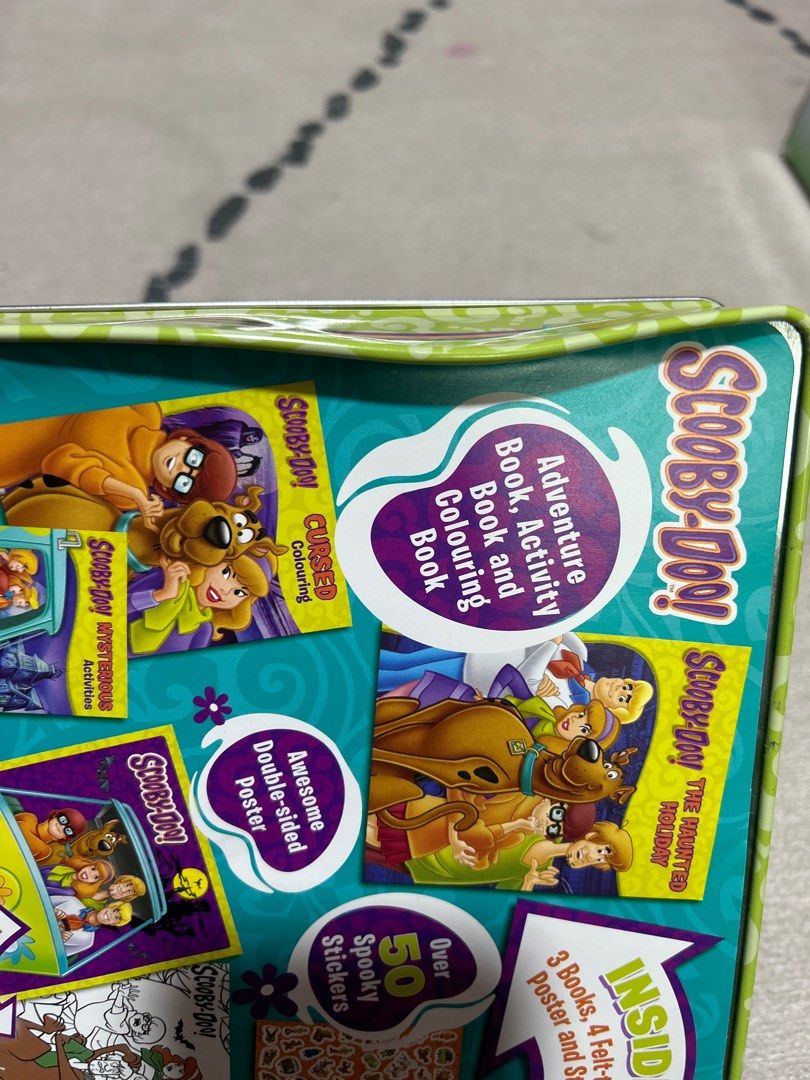 SCOOBY-DOO!
TM
Adventure
Book, Activity
Book and
Colouring
Book
SCOOBY-DOO! CURSED
Colouring
SCOOBY-DOO! MYSTERIOUS
Activities
SCOOBY-DOO! THE HAUNTED
HOLIDAY
Awesome
Double-sided
Poster
SCOOBY-DOO!
Over
50
Spooky
Stickers
SCOOBY-DOO!
INSID
3 Books, 4 Felt-
Poster and